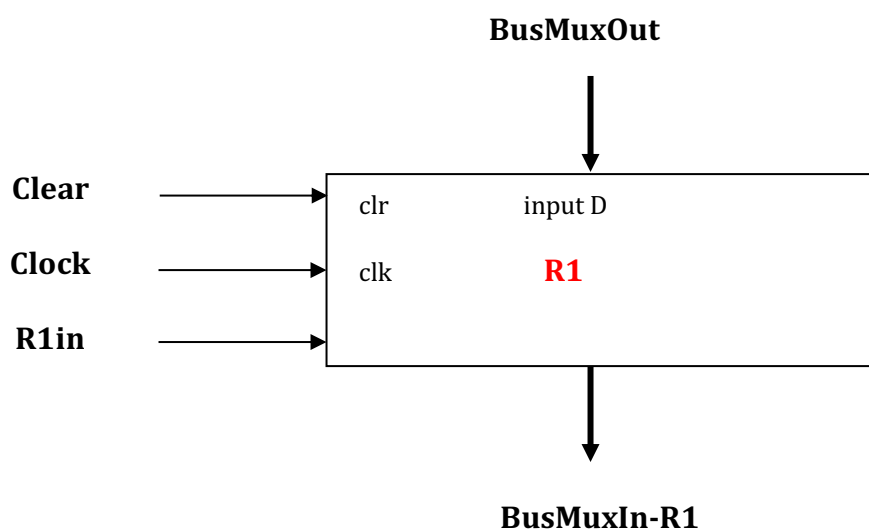 BusMuxOut
Clear
clr
input D
Clock
clk
R1
R1in
BusMuxIn-R1